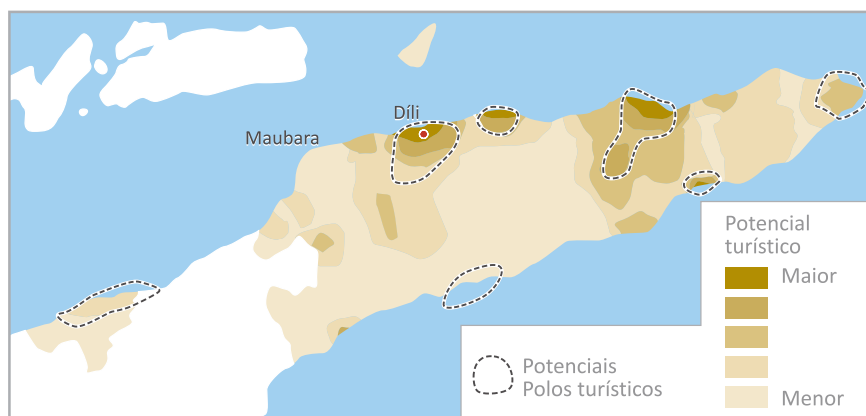 Díli
Maubara
Potencial
turístico
Maior
Menor
Potenciais
Polos turísticos